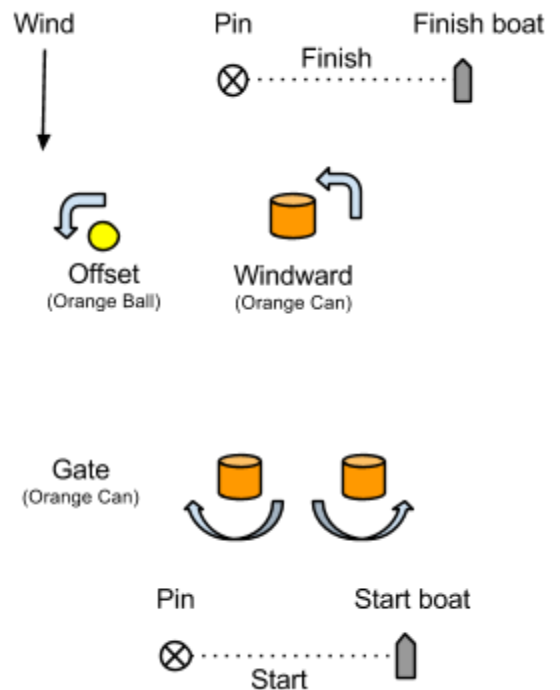 Wind
Pin
Finish boat
Finish
Offset
(Orange Ball)
Windward
(Orange Can)
Gate
(Orange Can)
Pin
Start boat
Start